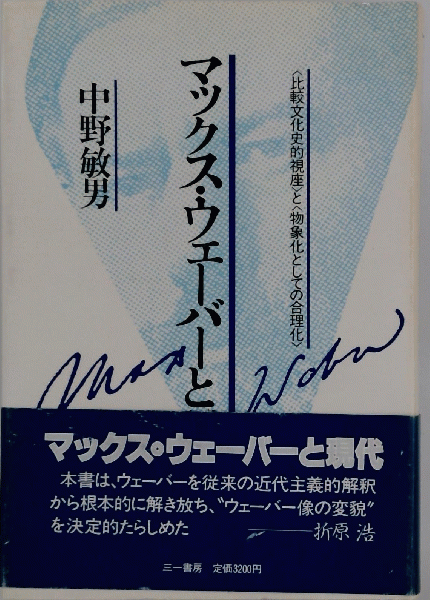 〈比較文化史的視座〉と〈物象化としての合理化〉
マックス・ウェーバーと
中野敏男
Max Weber
マックス・ウェーバーと現代
本書は、ウェーバーを従来の近代主義的解釈
から根本的に解き放ち、〝ウェーバー像の変貌〟
を決定的たらしめた
――折原 浩
三一書房 定価3200円